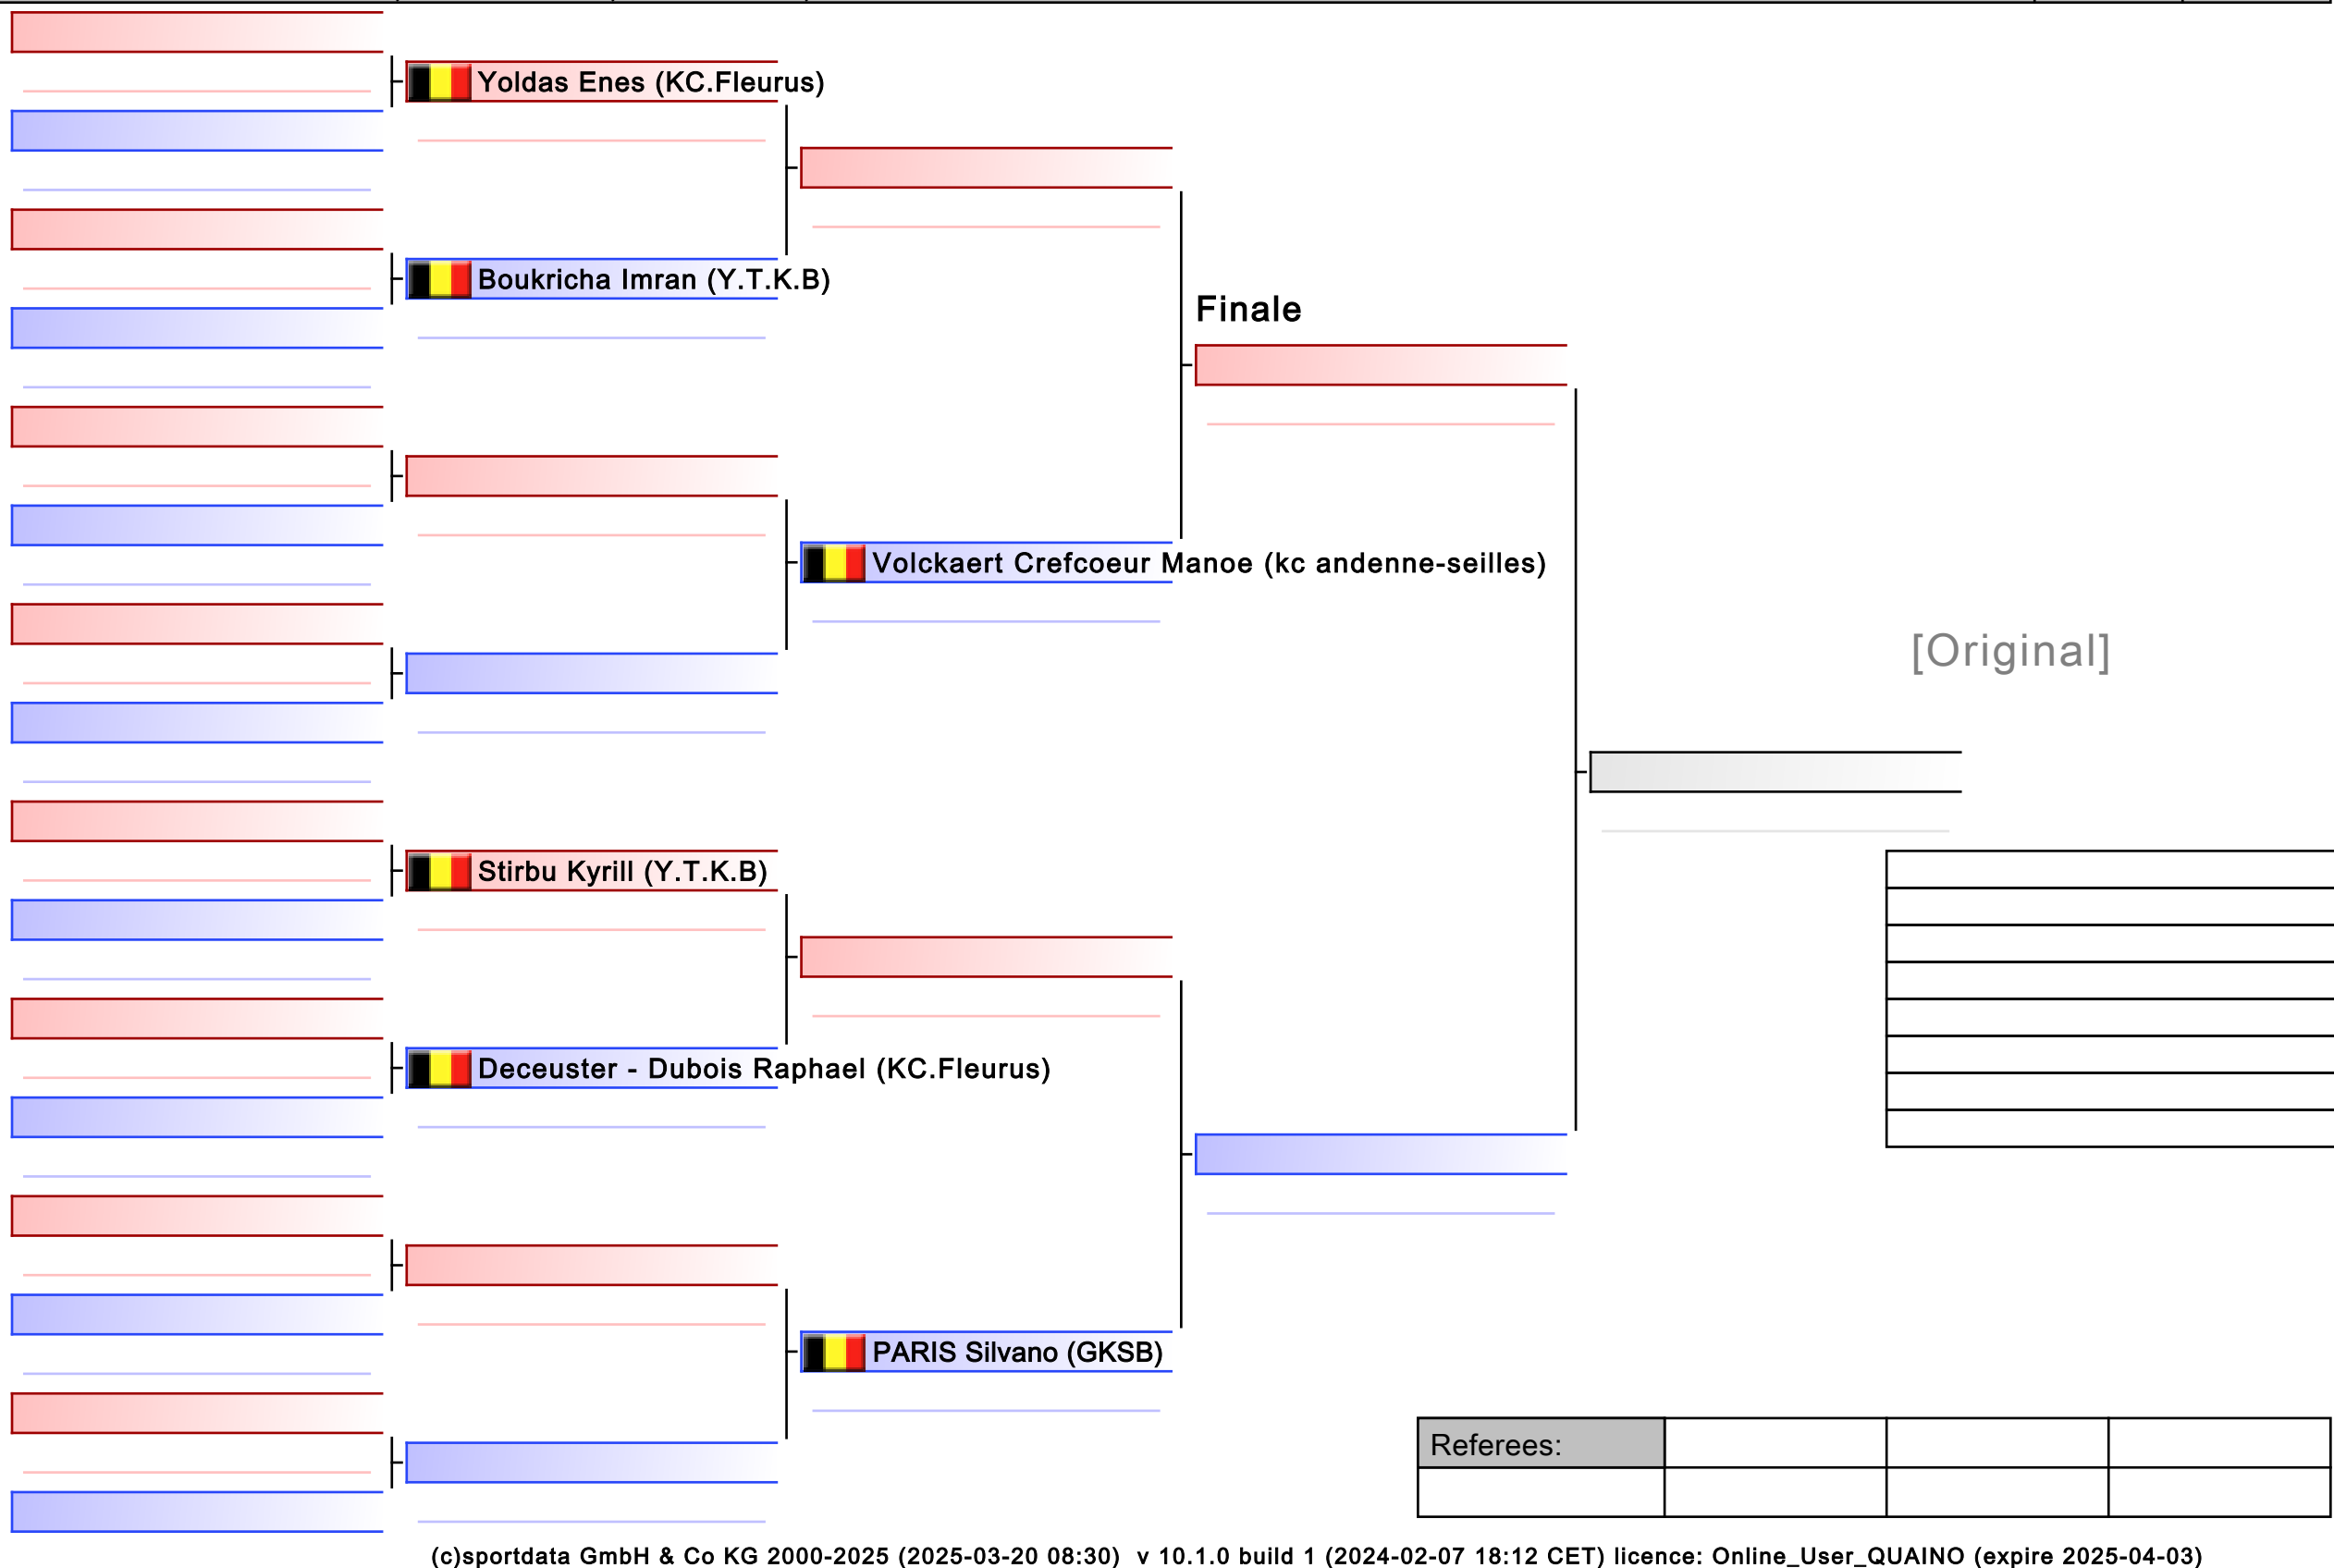 Yoldas Enes (KC.Fleurus)
Boukricha Imran (Y.T.K.B)
Finale
Volckaert Crefcoeur Manoe (kc andenne-seilles)
[Original]
Stirbu Kyrill (Y.T.K.B)
Deceuster - Dubois Raphael (KC.Fleurus)
PARIS Silvano (GKSB)
Referees:
(c)sportdata GmbH & Co KG 2000-2025 (2025-03-20 08:30) v 10.1.0 build 1 (2024-02-07 18:12 CET) licence: Online_User_QUAINO (expire 2025-04-03)